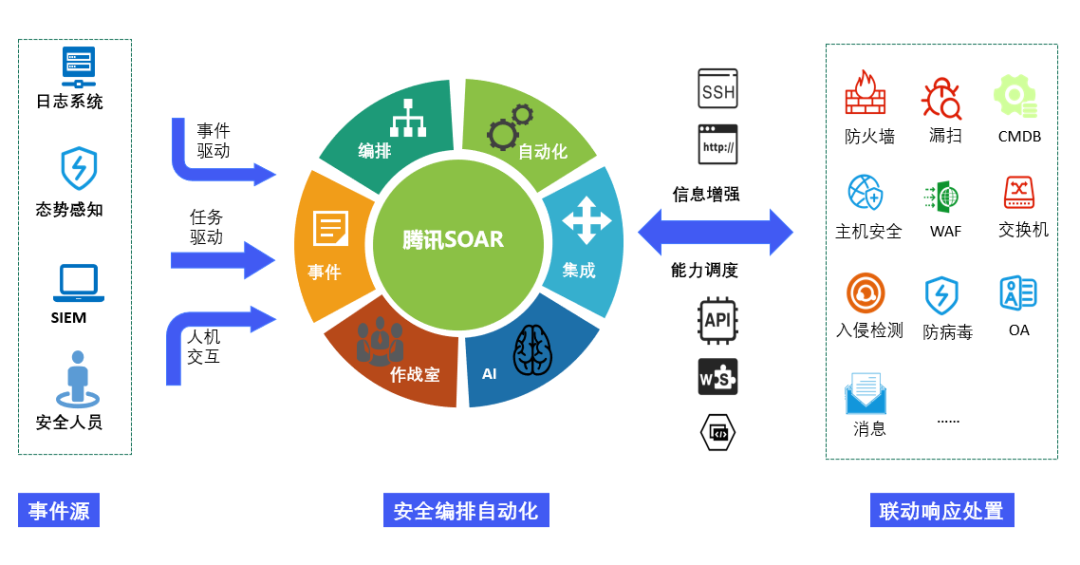 日志系统
态势感知
SIEM
安全人员
事件源
事件
驱动
任务
驱动
人机
交互
编排
自动化
事件
腾讯SOAR
集成
作战室
AI
安全编排自动化
SSH
http://
信息增强
能力调度
API
WS
防火墙
漏扫
CMDB
主机安全
WAF
交换机
入侵检测
防病毒
OA
消息
......
联动响应处置